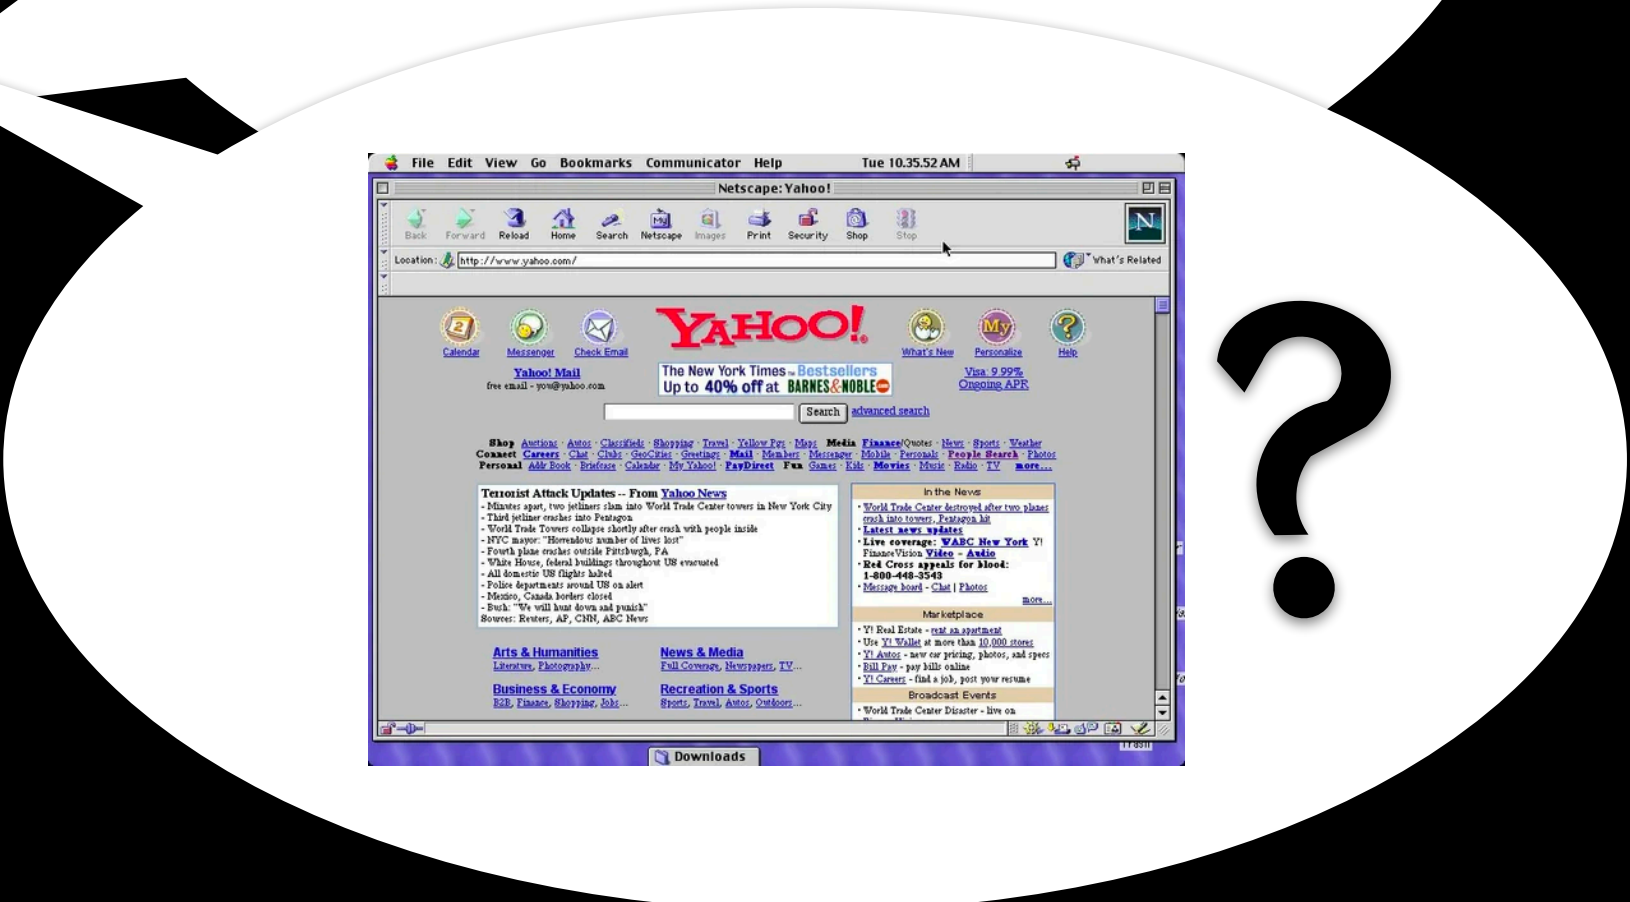 File Edit View Go Bookmarks Communicator Help Tue 10.35.52 AM
Netscape: Yahoo!
Back Forward Reload Home Search Netscape Images Print Security Shop Stop
N
Location: http://www.yahoo.com/ What's Related
2 My ?
YAHOO!
Calendar Messenger Check Email What's New Personalize Help
Yahoo! Mail
free email - you@yahoo.com
The New York Times Bestsellers
Up to 40% off at BARNES&NOBLE
Visa: 9.99%
Ongoing APR
Search advanced search
Shop Auctions · Autos · Classifieds · Shopping · Travel · Yellow Pgs · Maps Media Finance/Quotes · News · Sports · Weather
Connect Careers · Chat · Clubs · GeoCities · Greetings · Mail · Members · Messenger · Mobile · Personals · People Search · Photos
Personal Addr Book · Briefcase · Calendar · My Yahoo! · PayDirect Fun Games · Kids · Movies · Music · Radio · TV more...
Terrorist Attack Updates -- From Yahoo News
- Minutes apart, two jetliners slam into World Trade Center towers in New York City
- Third jetliner crashes into Pentagon
- World Trade Towers collapse shortly after crash with people inside
- NYC mayor: "Horrendous number of lives lost"
- Fourth plane crashes outside Pittsburgh, PA
- White House, federal buildings throughout US evacuated
- All domestic US flights halted
- Police departments around US on alert
- Mexico, Canada borders closed
- Bush: "We will hunt down and punish"
Sources: Reuters, AP, CNN, ABC News
In the News
· World Trade Center destroyed after two planes
crash into towers, Pentagon hit
· Latest news updates
· Live coverage: WABC New York Y!
FinanceVision Video - Audio
· Red Cross appeals for blood:
1-800-448-3543
· Message board - Chat | Photos
more...
Marketplace
· Y! Real Estate - rent an apartment
· Use Y! Wallet at more than 10,000 stores
· Y! Autos - new car pricing, photos, and specs
· Bill Pay - pay bills online
· Y! Careers - find a job, post your resume
Broadcast Events
· World Trade Center Disaster - live on
Arts & Humanities
Literature, Photography...
News & Media
Full Coverage, Newspapers, TV...
Business & Economy
B2B, Finance, Shopping, Jobs...
Recreation & Sports
Sports, Travel, Autos, Outdoors...
Downloads
?